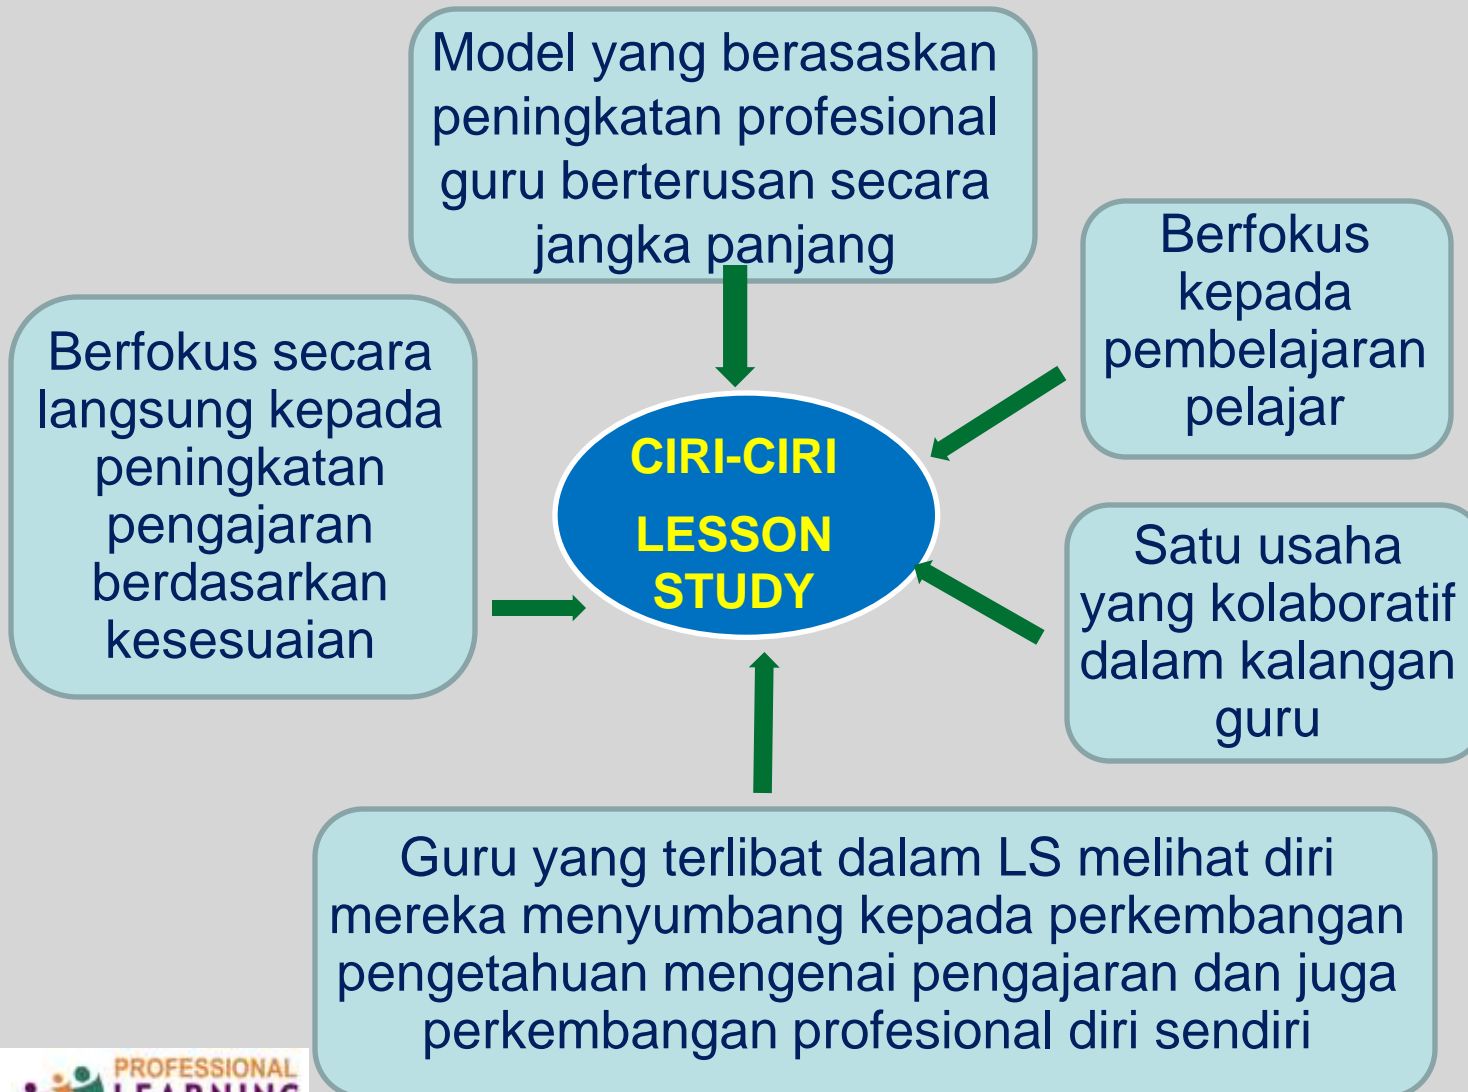 Model yang berasaskan
peningkatan profesional
guru berterusan secara
jangka panjang
Berfokus
kepada
pembelajaran
pelajar
Berfokus secara
langsung kepada
peningkatan
pengajaran
berdasarkan
kesesuaian
CIRI-CIRI
LESSON
STUDY
Satu usaha
yang kolaboratif
dalam kalangan
guru
Guru yang terlibat dalam LS melihat diri
mereka menyumbang kepada perkembangan
pengetahuan mengenai pengajaran dan juga
perkembangan profesional diri sendiri
PROFESSIONAL
LEARNING